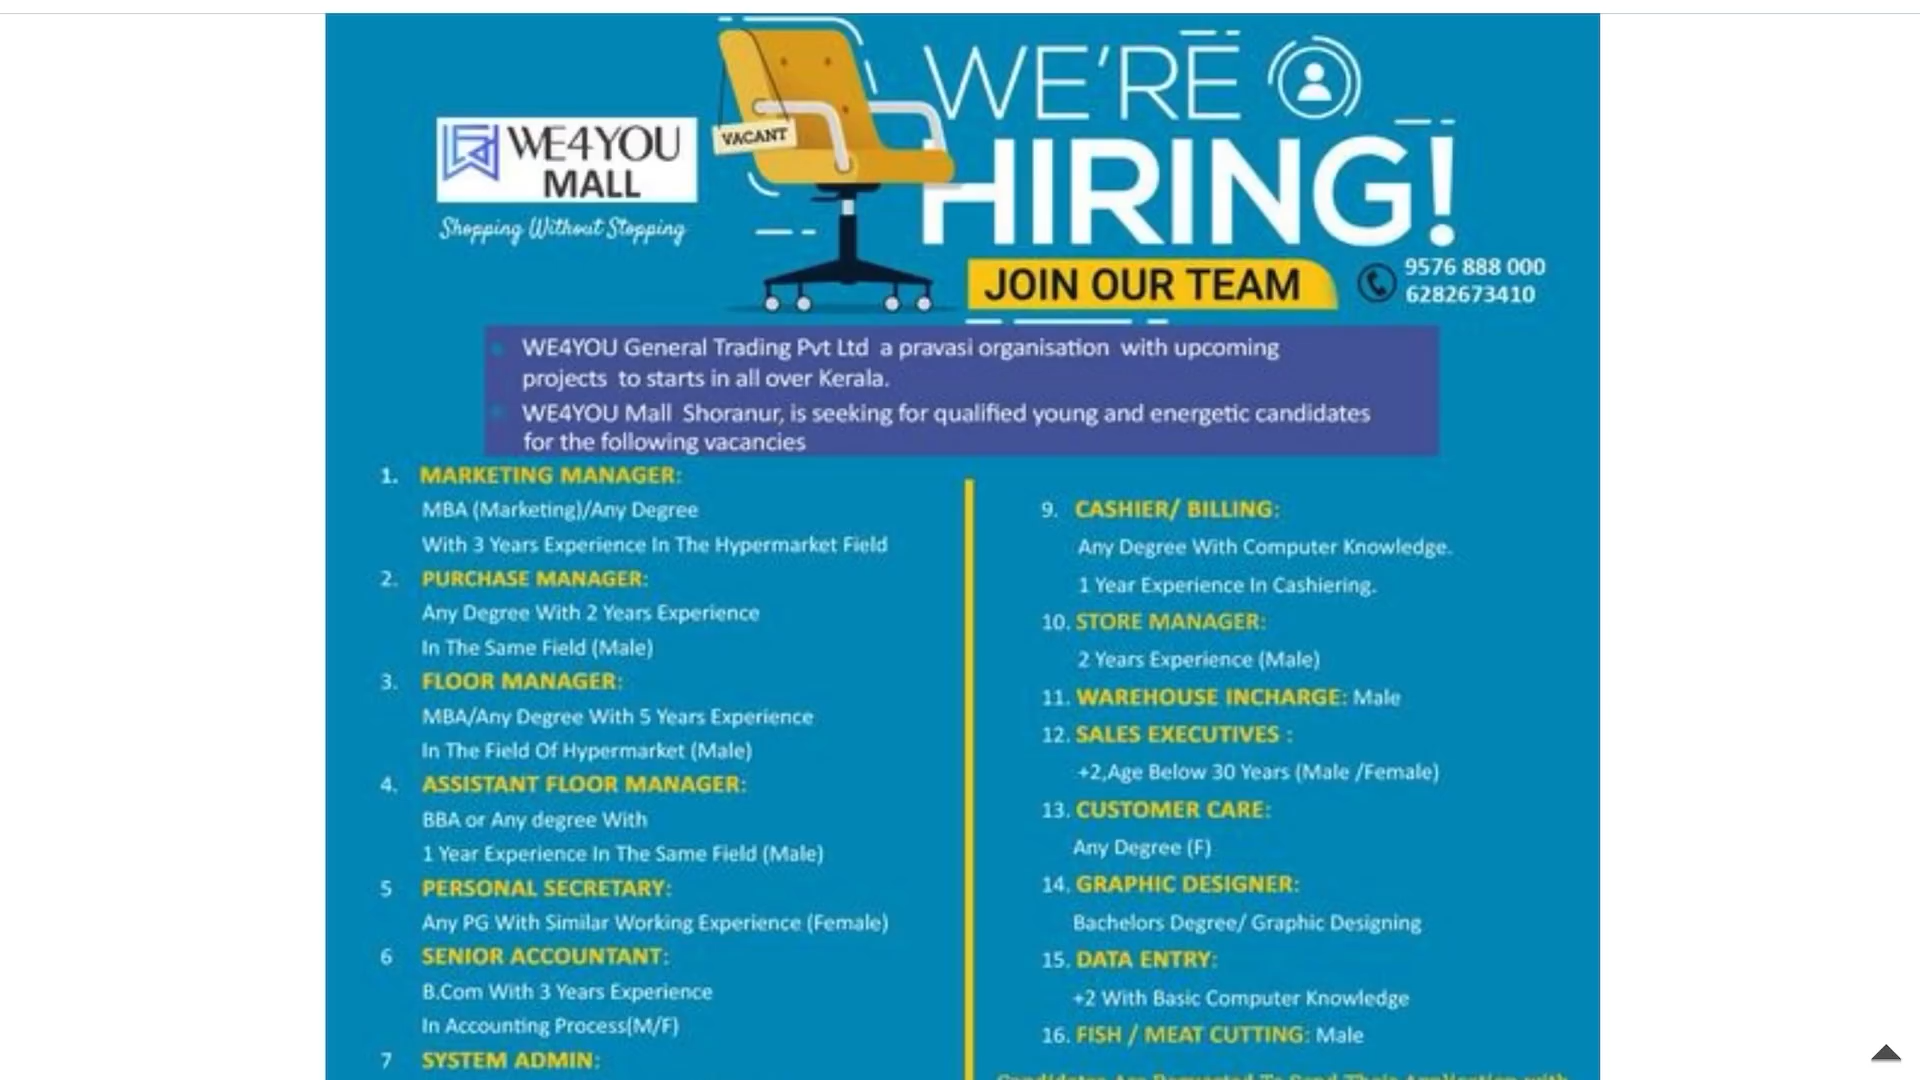 WE4YOU
MALL
Shopping Without Stopping
VACANT
WE'RE
HIRING!
JOIN OUR TEAM
9576 888 000
6282673410
WE4YOU General Trading Pvt Ltd a pravasi organisation with upcoming
projects to starts in all over Kerala.
WE4YOU Mall Shoranur, is seeking for qualified young and energetic candidates
for the following vacancies
1. MARKETING MANAGER:
MBA (Marketing)/Any Degree
With 3 Years Experience In The Hypermarket Field
2. PURCHASE MANAGER:
Any Degree With 2 Years Experience
In The Same Field (Male)
3. FLOOR MANAGER:
MBA/Any Degree With 5 Years Experience
In The Field Of Hypermarket (Male)
4. ASSISTANT FLOOR MANAGER:
BBA or Any degree With
1 Year Experience In The Same Field (Male)
5 PERSONAL SECRETARY:
Any PG With Similar Working Experience (Female)
6 SENIOR ACCOUNTANT:
B.Com With 3 Years Experience
In Accounting Process(M/F)
7 SYSTEM ADMIN:
9. CASHIER/ BILLING:
Any Degree With Computer Knowledge.
1 Year Experience In Cashiering.
10. STORE MANAGER:
2 Years Experience (Male)
11. WAREHOUSE INCHARGE: Male
12. SALES EXECUTIVES :
+2,Age Below 30 Years (Male /Female)
13. CUSTOMER CARE:
Any Degree (F)
14. GRAPHIC DESIGNER:
Bachelors Degree/ Graphic Designing
15. DATA ENTRY:
+2 With Basic Computer Knowledge
16. FISH / MEAT CUTTING: Male